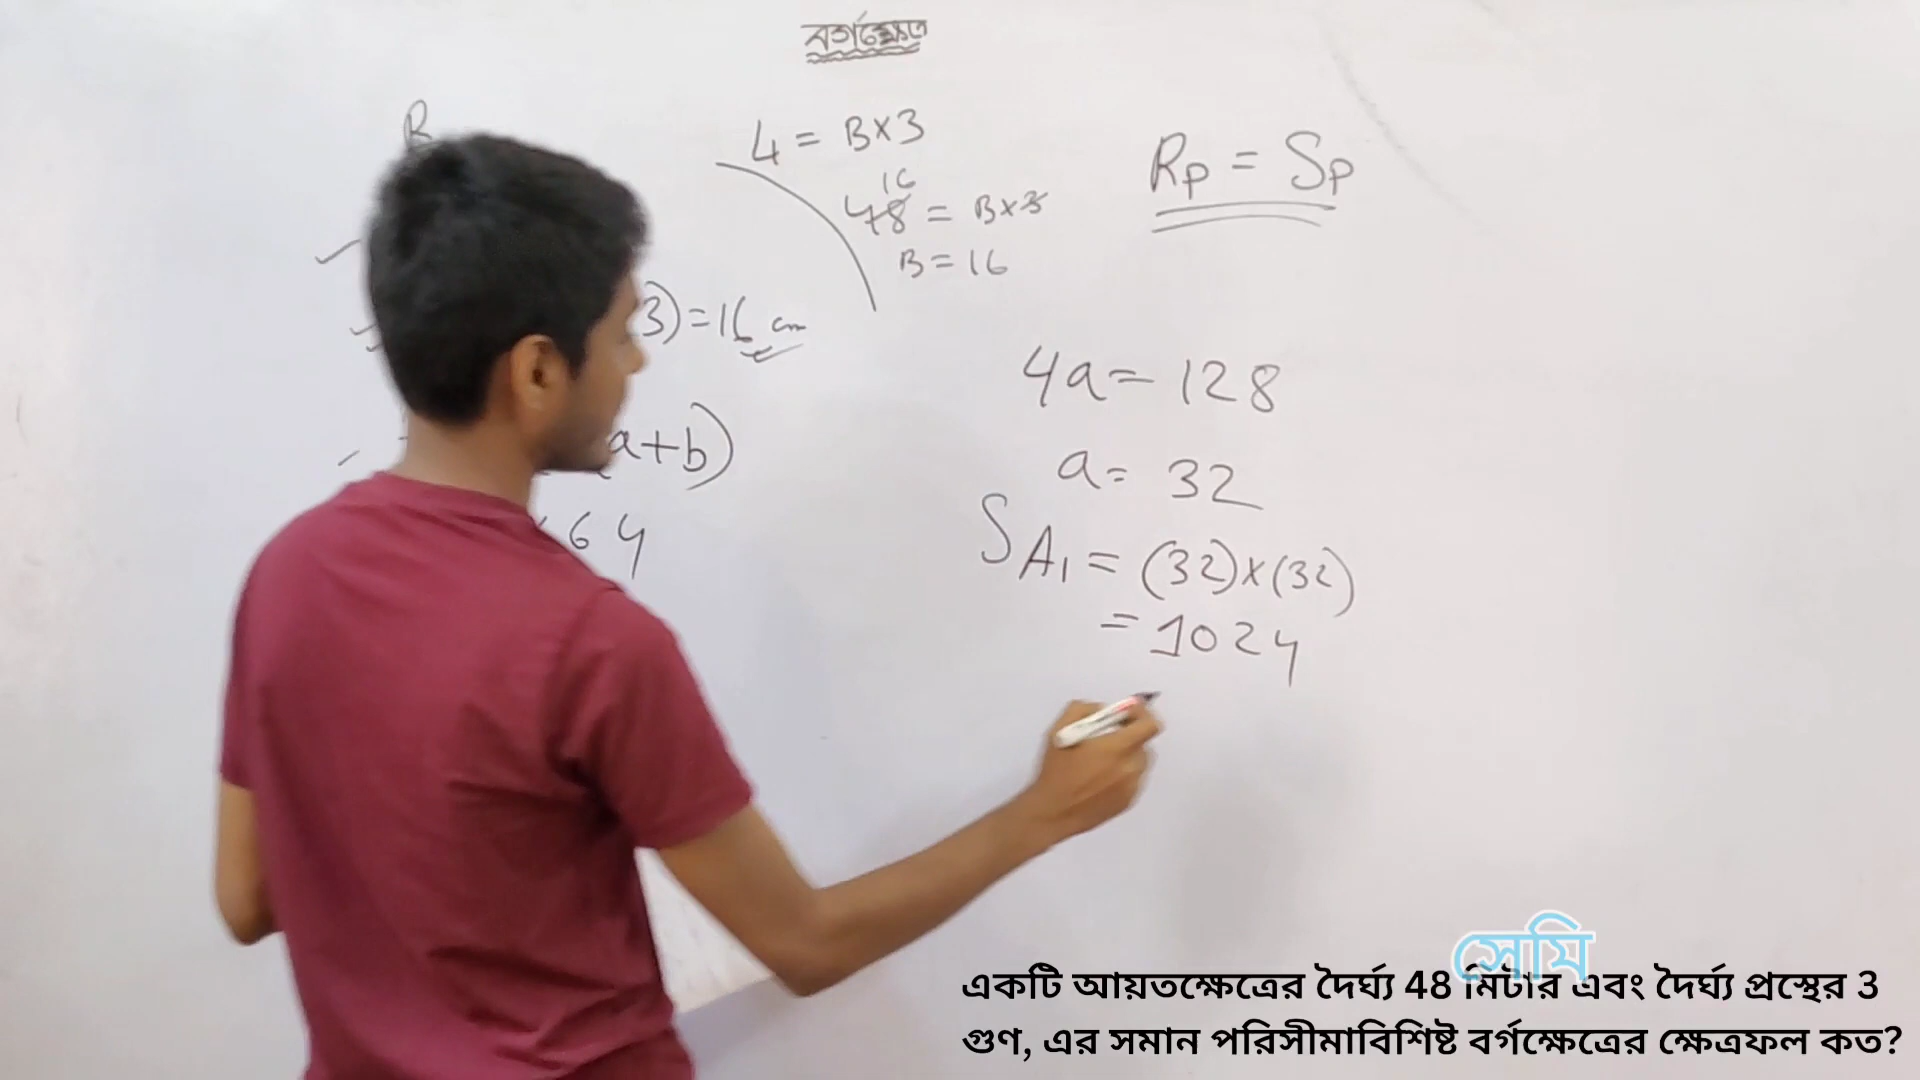 বর্গক্ষেত্র
R
L = B×3
16
48 = B×3
B = 16
3) = 16 cm
a+b)
64
Rp = Sp
4a = 128
a = 32
SA₁ = (32)×(32)
= 1024
সেমি
একটি আয়তক্ষেত্রের দৈর্ঘ্য 48 মিটার এবং দৈর্ঘ্য প্রস্থের 3
গুণ, এর সমান পরিসীমাবিশিষ্ট বর্গক্ষেত্রের ক্ষেত্রফল কত?